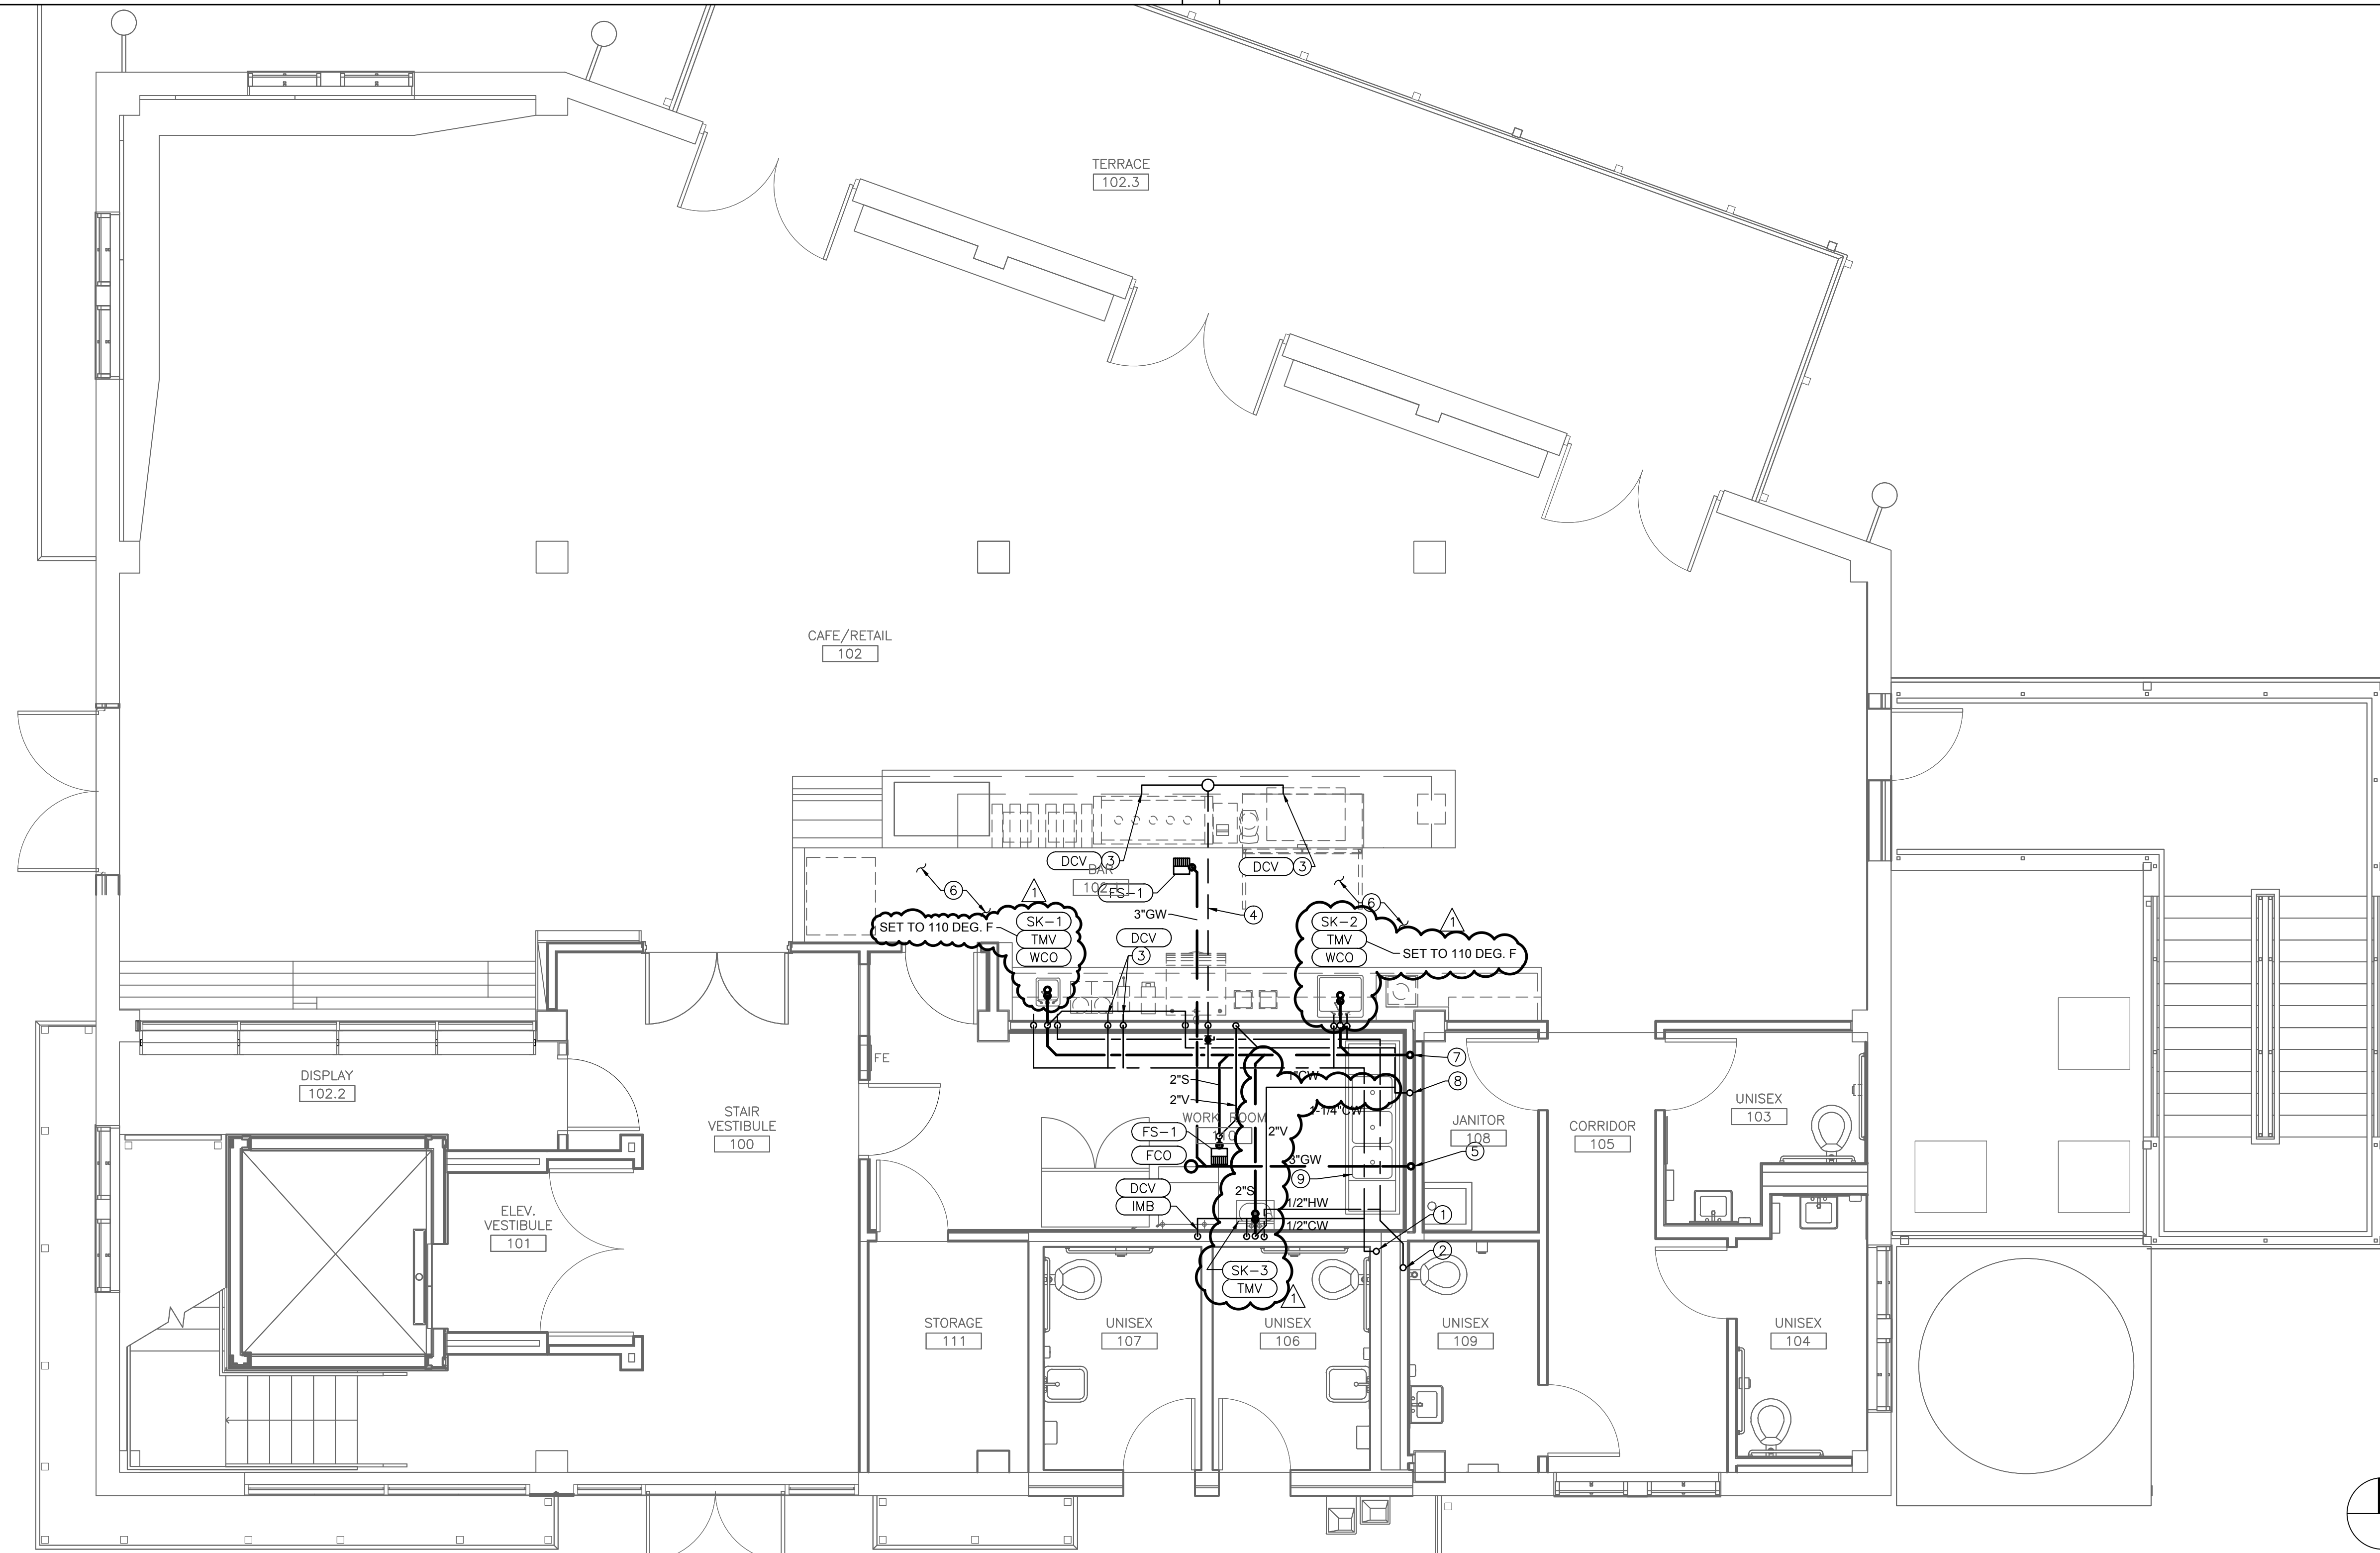 TERRACE
102.3
CAFE/RETAIL
102
DCV 3
DCV 3
BAR
FS-1
6
1
3"GW
4
6
1
SK-1
SET TO 110 DEG. F
TMV
WCO
DCV
3
SK-2
TMV
SET TO 110 DEG. F
WCO
FE
7
DISPLAY
102.2
2"S
1"CW
8
2"V
STAIR
VESTIBULE
100
WORK ROOM
1-1/4"CW
JANITOR
108
CORRIDOR
105
UNISEX
103
FS-1
2"V
FCO
3"GW
5
9
DCV
IMB
2"S
1/2"HW
1/2"CW
1
2
ELEV.
VESTIBULE
101
SK-3
TMV
1
STORAGE
111
UNISEX
107
UNISEX
106
UNISEX
109
UNISEX
104